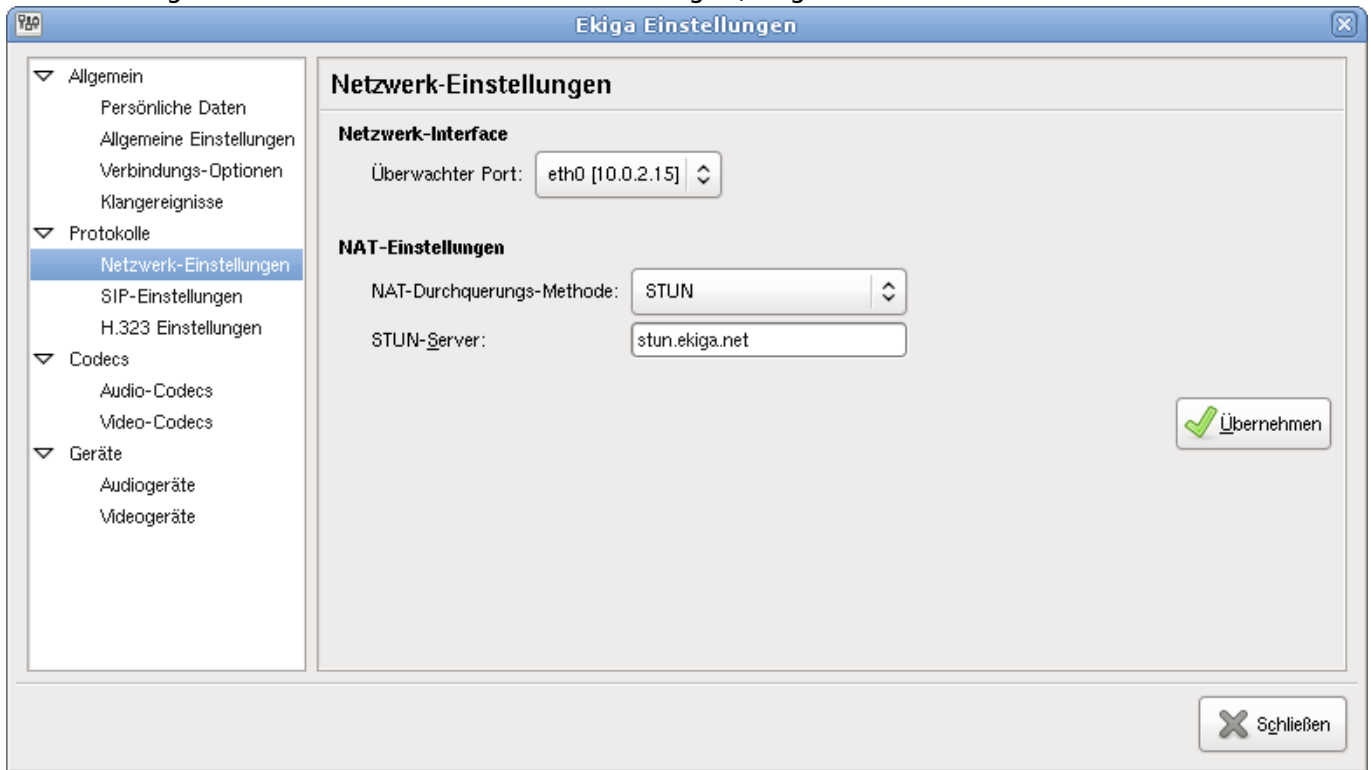 Ekiga Einstellungen
Allgemein
Persönliche Daten
Allgemeine Einstellungen
Verbindungs-Optionen
Klangereignisse
Protokolle
Netzwerk-Einstellungen
SIP-Einstellungen
H.323 Einstellungen
Codecs
Audio-Codecs
Video-Codecs
Geräte
Audiogeräte
Videogeräte
Netzwerk-Einstellungen
Netzwerk-Interface
Überwachter Port: eth0 [10.0.2.15]
NAT-Einstellungen
NAT-Durchquerungs-Methode: STUN
STUN-Server: stun.ekiga.net
Übernehmen
Schließen